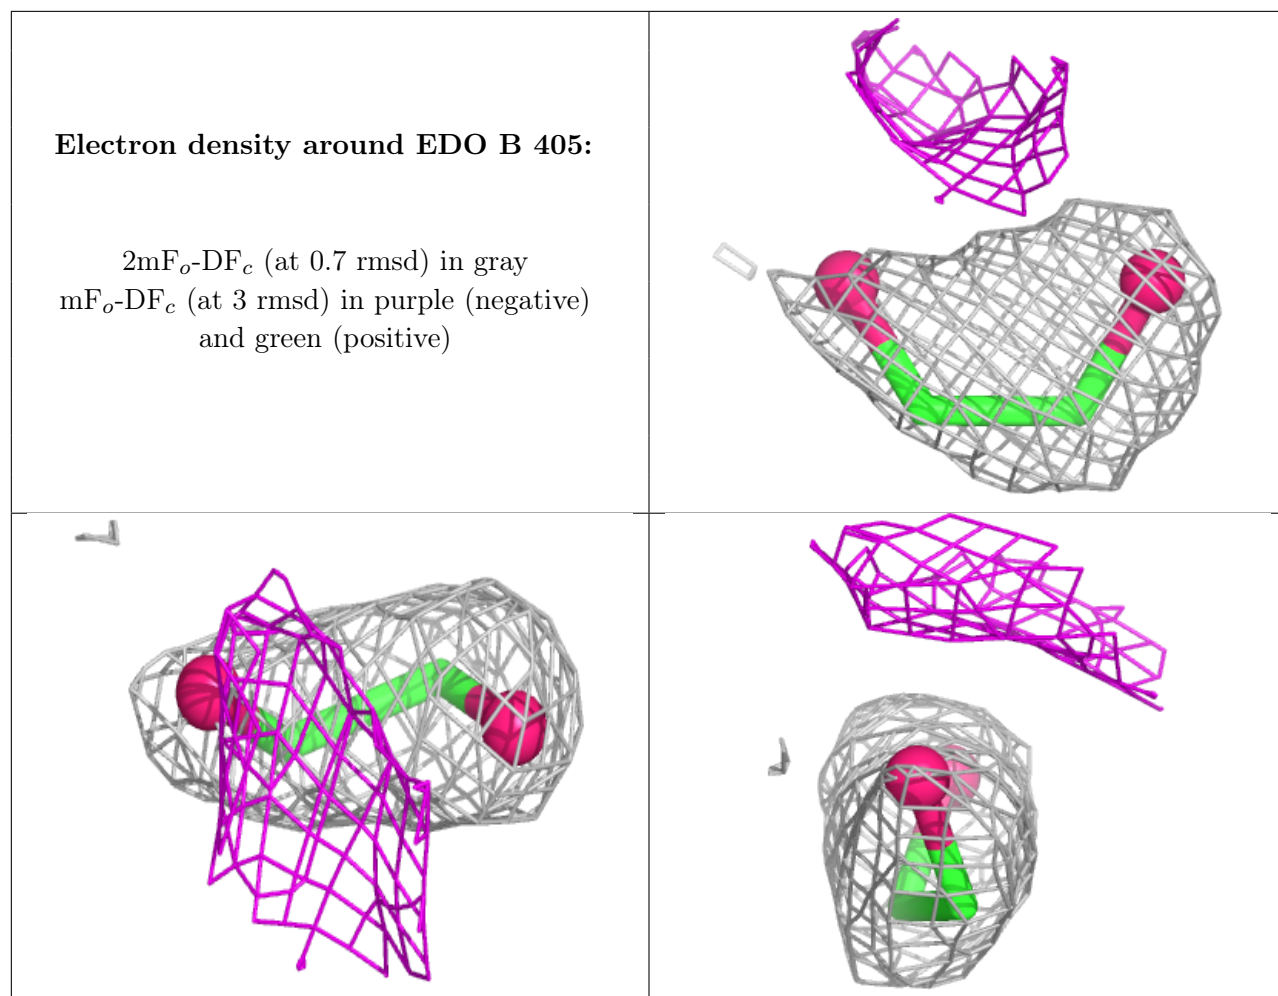 Electron density around EDO B 405:
2mFo-DFc (at 0.7 rmsd) in gray
mFo-DFc (at 3 rmsd) in purple (negative)
and green (positive)